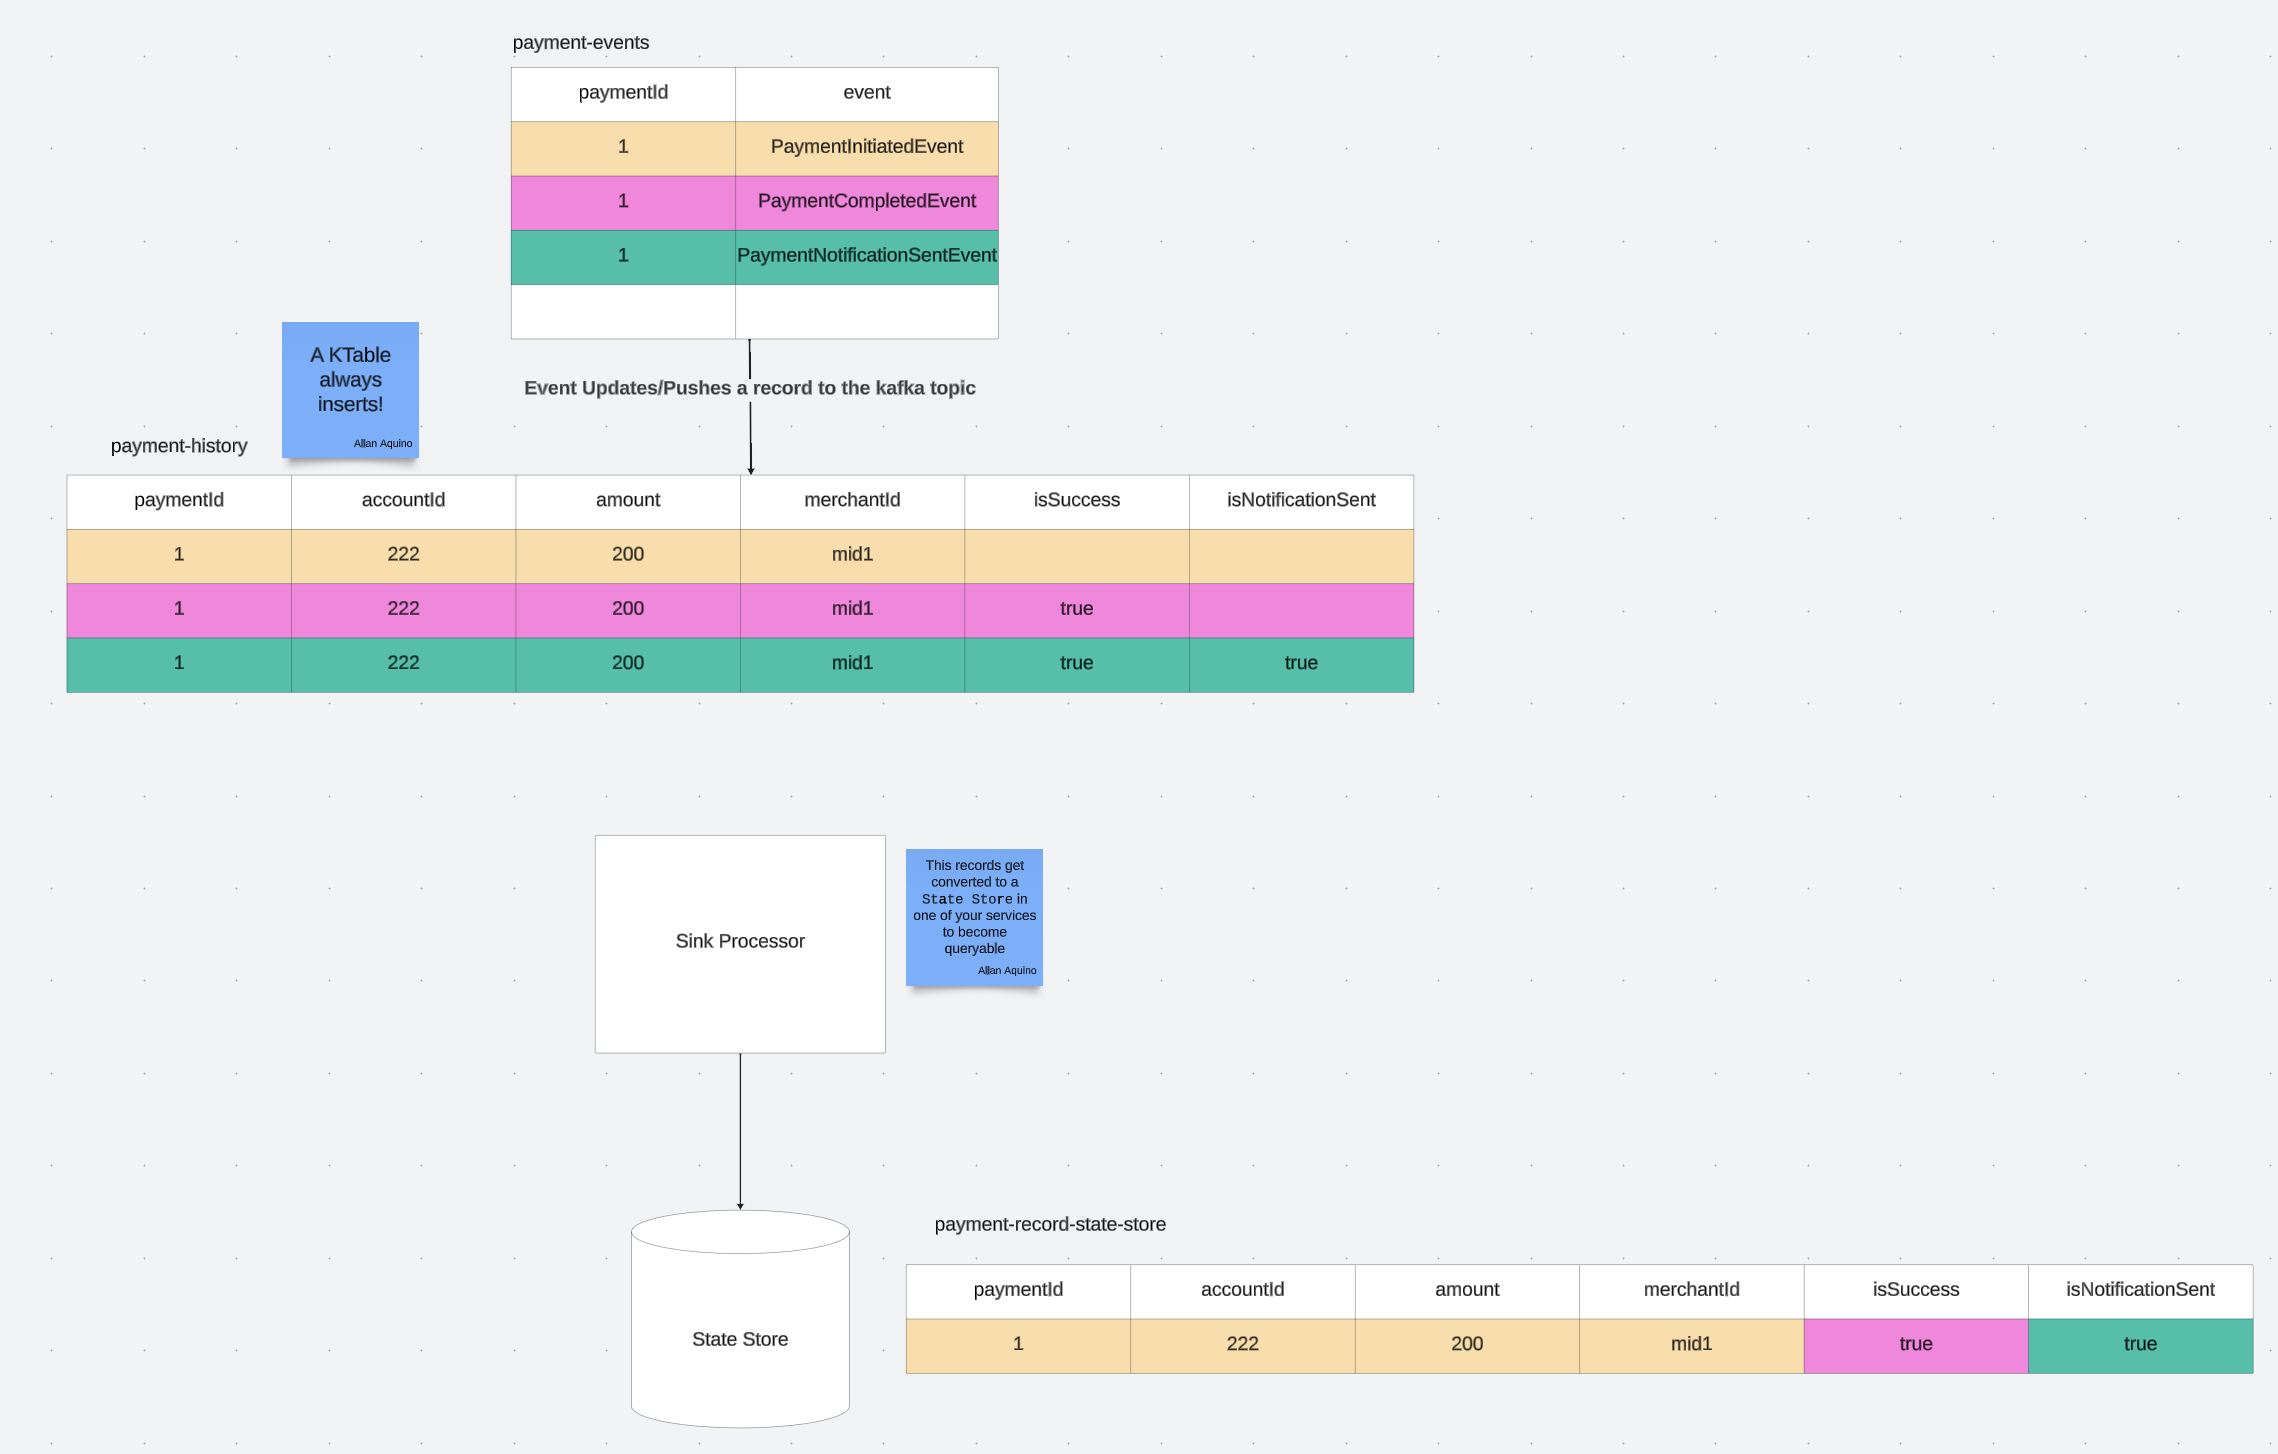 payment-events
paymentId event
1 PaymentInitiatedEvent
1 PaymentCompletedEvent
1 PaymentNotificationSentEvent
A KTable
always
inserts!
Allan Aquino
Event Updates/Pushes a record to the kafka topic
payment-history
paymentId accountId amount merchantId isSuccess isNotificationSent
1 222 200 mid1
1 222 200 mid1 true
1 222 200 mid1 true true
Sink Processor
This records get
converted to a
State Store in
one of your services
to become
queryable
Allan Aquino
State Store
payment-record-state-store
paymentId accountId amount merchantId isSuccess isNotificationSent
1 222 200 mid1 true true